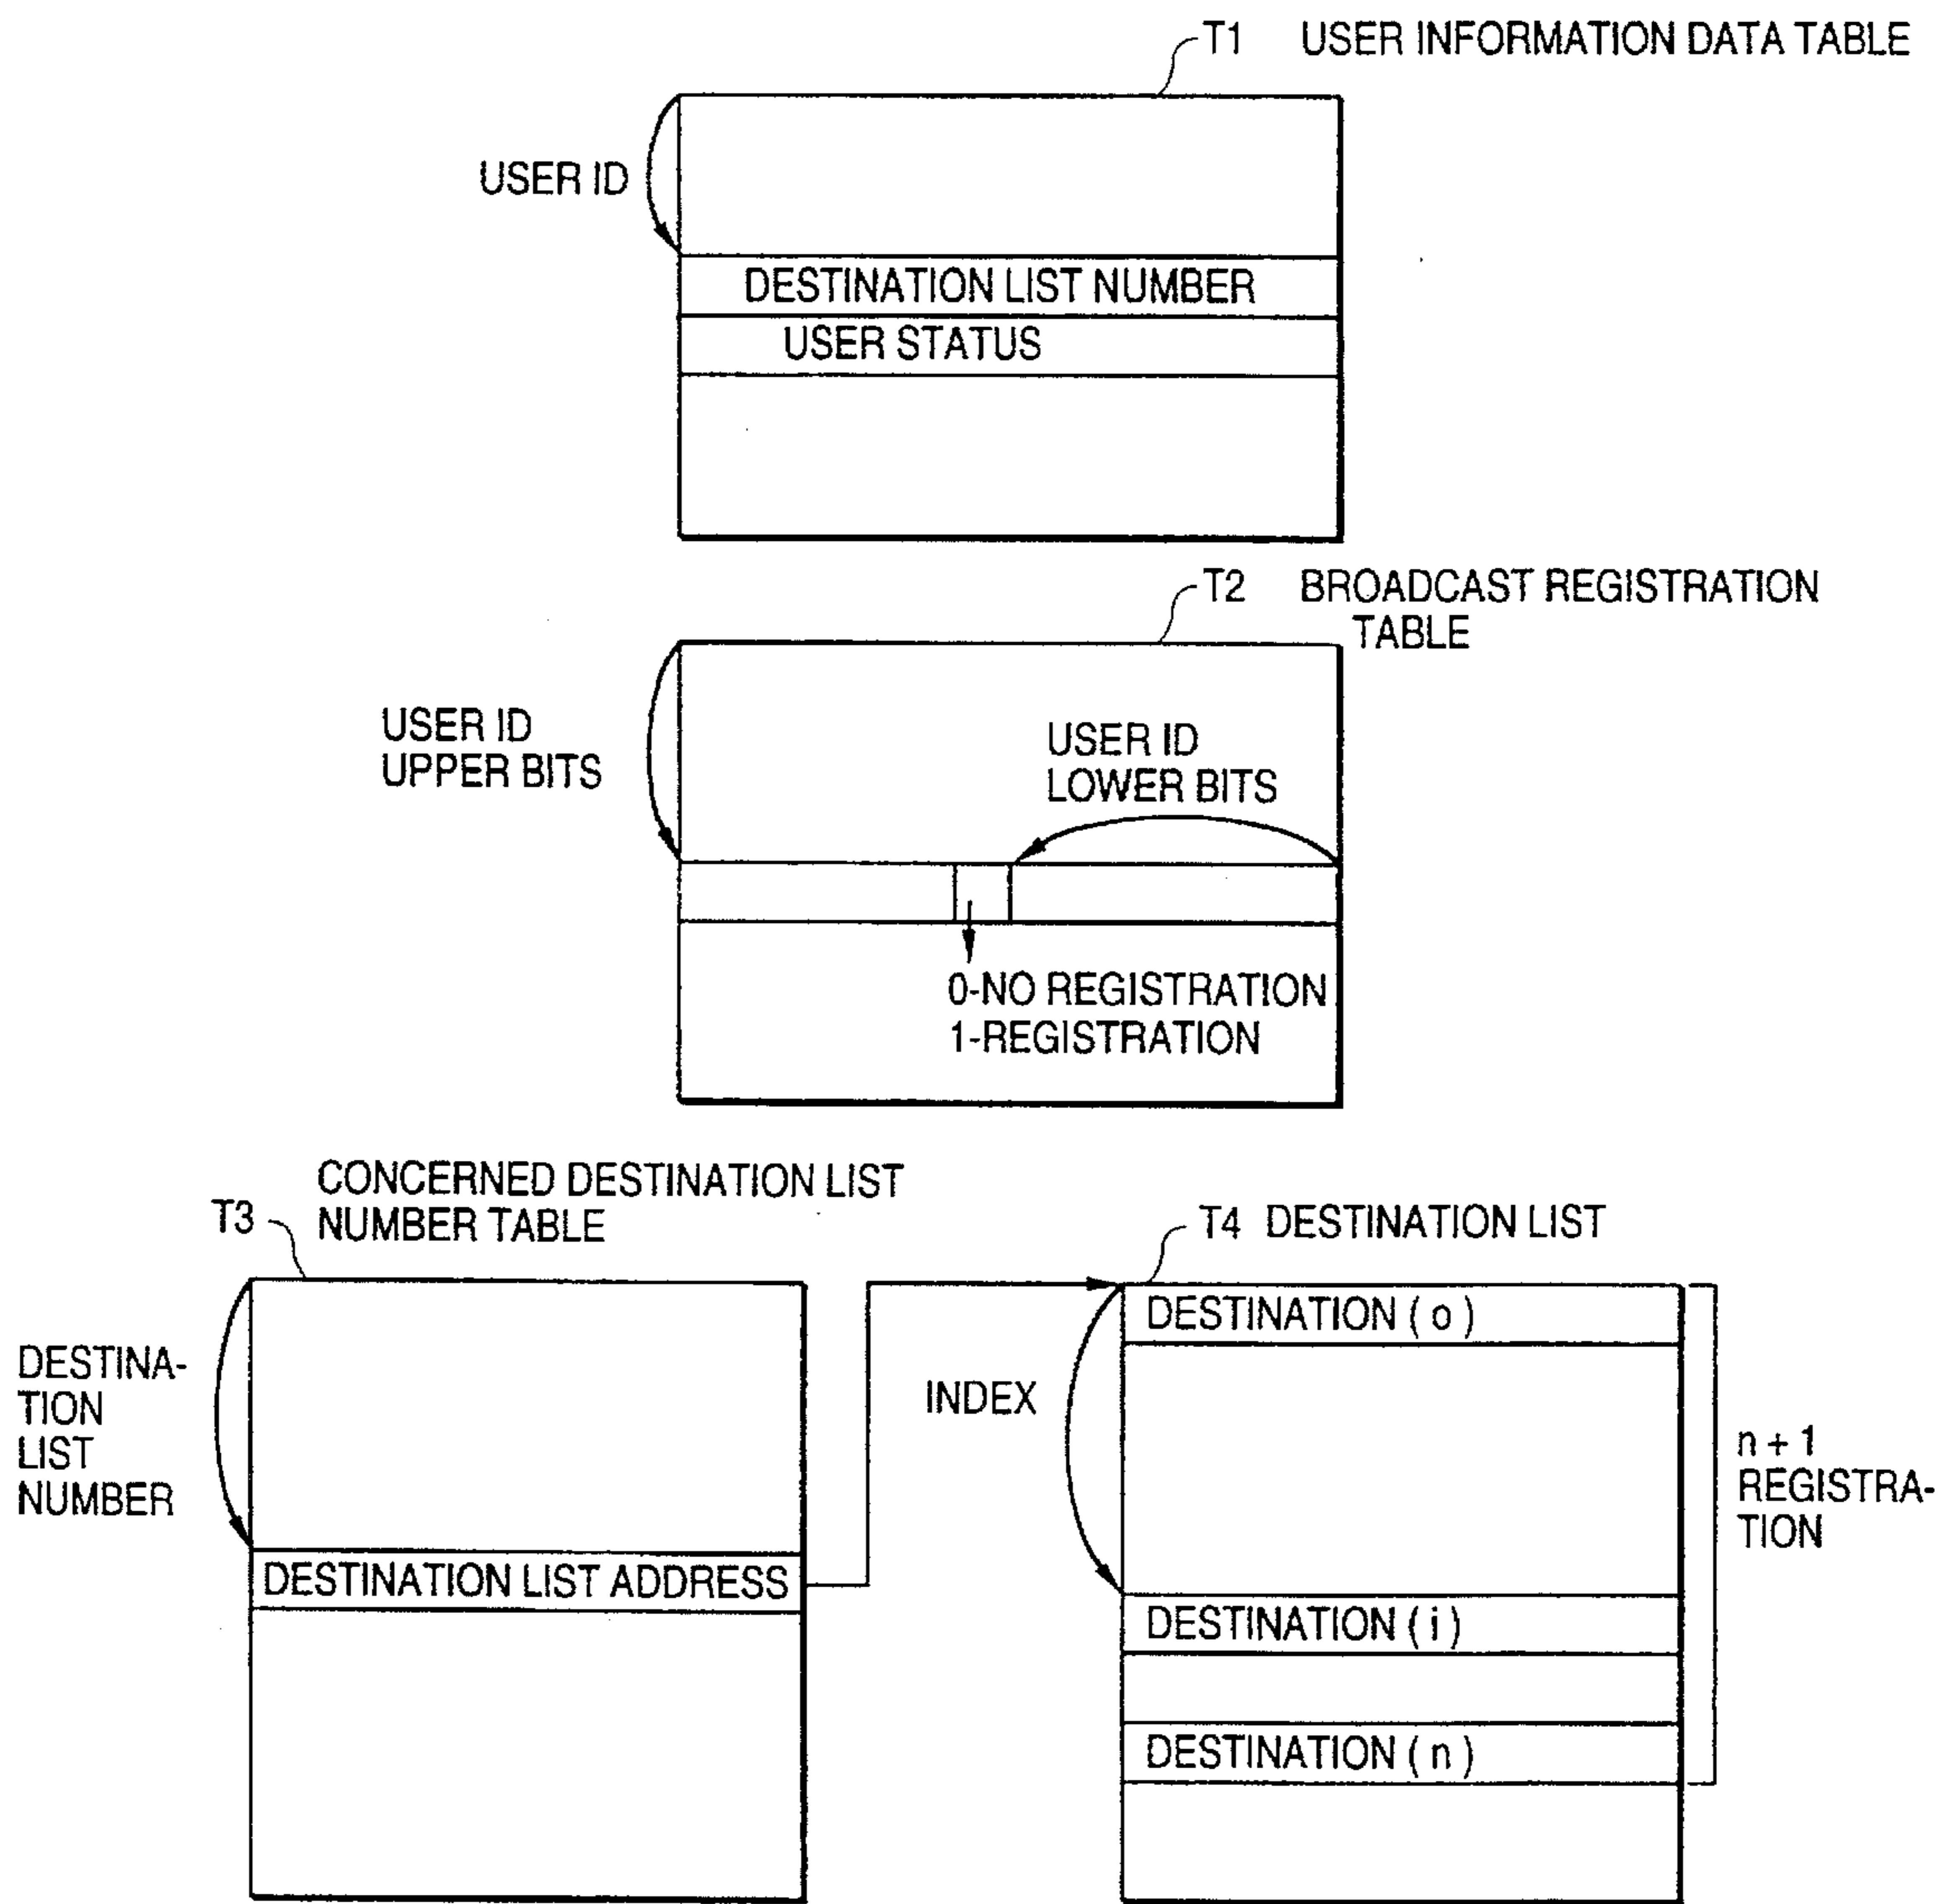 T1 USER INFORMATION DATA TABLE
USER ID
DESTINATION LIST NUMBER
USER STATUS
T2 BROADCAST REGISTRATION
TABLE
USER ID
UPPER BITS
USER ID
LOWER BITS
0-NO REGISTRATION
1-REGISTRATION
CONCERNED DESTINATION LIST
T3 NUMBER TABLE
DESTINA-
TION
LIST
NUMBER
DESTINATION LIST ADDRESS
T4 DESTINATION LIST
DESTINATION ( o )
INDEX
DESTINATION ( i )
DESTINATION ( n )
n + 1
REGISTRA-
TION